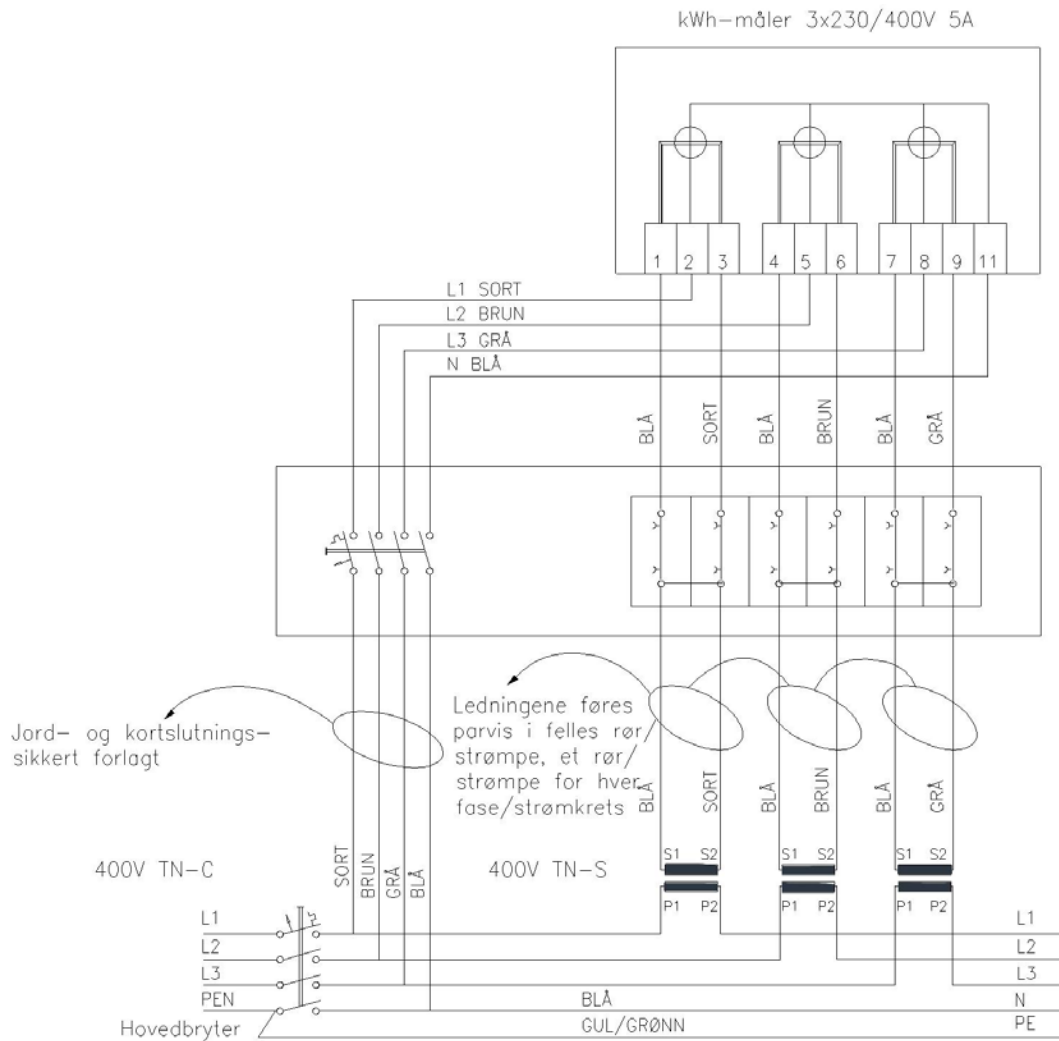 kWh-måler 3x230/400V 5A
1 2 3 4 5 6 7 8 9 11
L1 SORT
L2 BRUN
L3 GRÅ
N BLÅ
BLÅ SORT BLÅ BRUN BLÅ GRÅ
Jord- og kortslutnings-
sikkert forlagt
Ledningene føres
parvis i felles rør
strømpe, et rør/
strømpe for hver
fase/strømkrets
BLÅ SORT BLÅ BRUN BLÅ GRÅ
400V TN-C
SORT BRUN GRÅ BLÅ
400V TN-S
S1 S2 S1 S2 S1 S2
P1 P2 P1 P2 P1 P2
L1 L1
L2 L2
L3 L3
PEN BLÅ N
Hovedbryter GUL/GRØNN PE